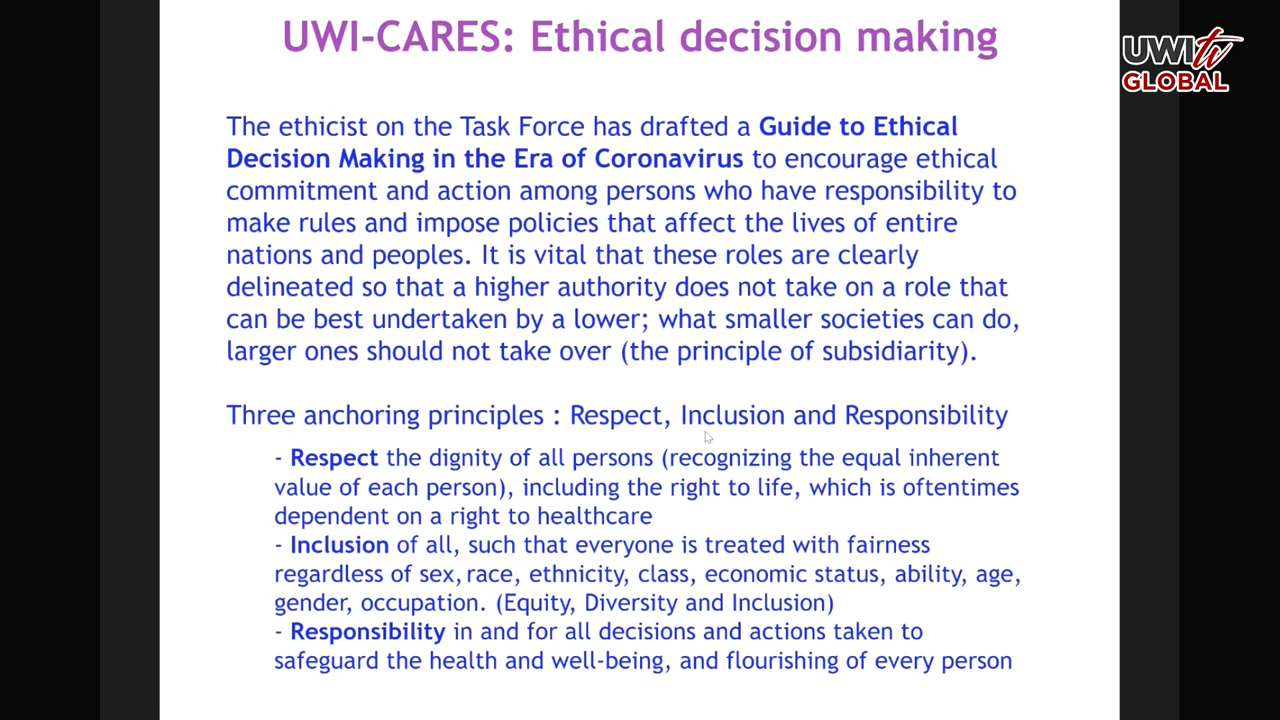 UWI-CARES: Ethical decision making
UWItv
GLOBAL
The ethicist on the Task Force has drafted a Guide to Ethical
Decision Making in the Era of Coronavirus to encourage ethical
commitment and action among persons who have responsibility to
make rules and impose policies that affect the lives of entire
nations and peoples. It is vital that these roles are clearly
delineated so that a higher authority does not take on a role that
can be best undertaken by a lower; what smaller societies can do,
larger ones should not take over (the principle of subsidiarity).
Three anchoring principles : Respect, Inclusion and Responsibility
- Respect the dignity of all persons (recognizing the equal inherent
value of each person), including the right to life, which is oftentimes
dependent on a right to healthcare
- Inclusion of all, such that everyone is treated with fairness
regardless of sex, race, ethnicity, class, economic status, ability, age,
gender, occupation. (Equity, Diversity and Inclusion)
- Responsibility in and for all decisions and actions taken to
safeguard the health and well-being, and flourishing of every person